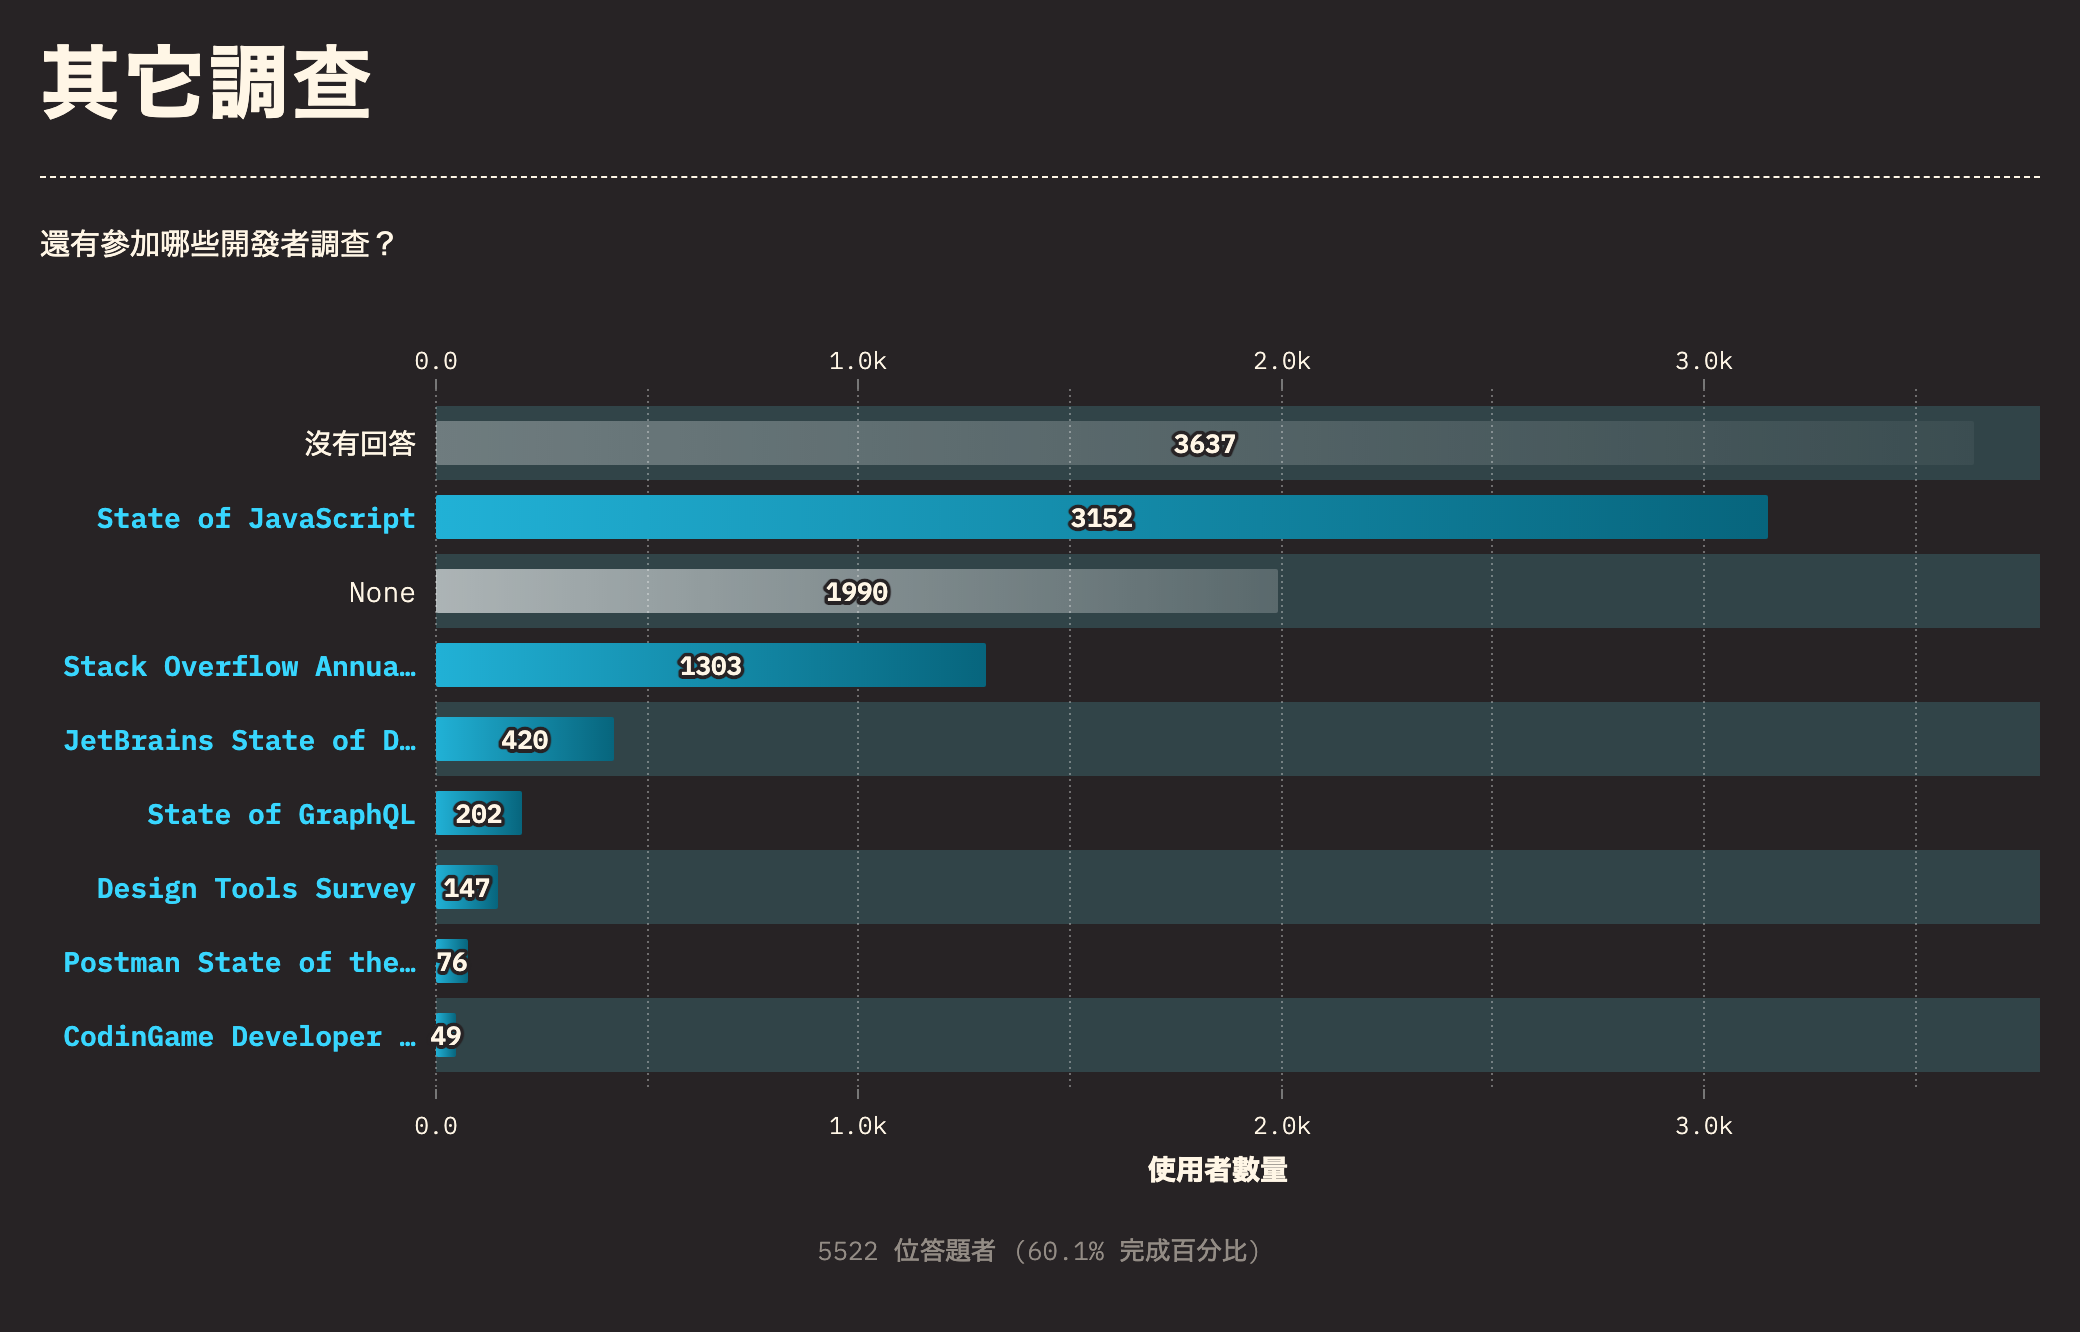 其它調查
還有參加哪些開發者調查？
0.0 1.0k 2.0k 3.0k
沒有回答 3637
State of JavaScript 3152
None 1990
Stack Overflow Annua… 1303
JetBrains State of D… 420
State of GraphQL 202
Design Tools Survey 147
Postman State of the… 76
CodinGame Developer … 49
0.0 1.0k 2.0k 3.0k
使用者數量
5522 位答題者 (60.1% 完成百分比)